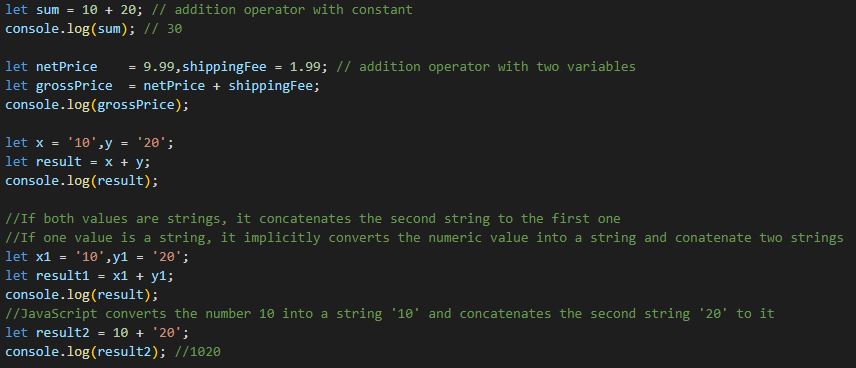 let sum = 10 + 20; // addition operator with constant
console.log(sum); // 30
let netPrice    = 9.99,shippingFee = 1.99; // addition operator with two variables
let grossPrice  = netPrice + shippingFee;
console.log(grossPrice);
let x = '10',y = '20';
let result = x + y;
console.log(result);
//If both values are strings, it concatenates the second string to the first one
//If one value is a string, it implicitly converts the numeric value into a string and conatenate two strings
let x1 = '10',y1 = '20';
let result1 = x1 + y1;
console.log(result);
//JavaScript converts the number 10 into a string '10' and concatenates the second string '20' to it
let result2 = 10 + '20';
console.log(result2); //1020